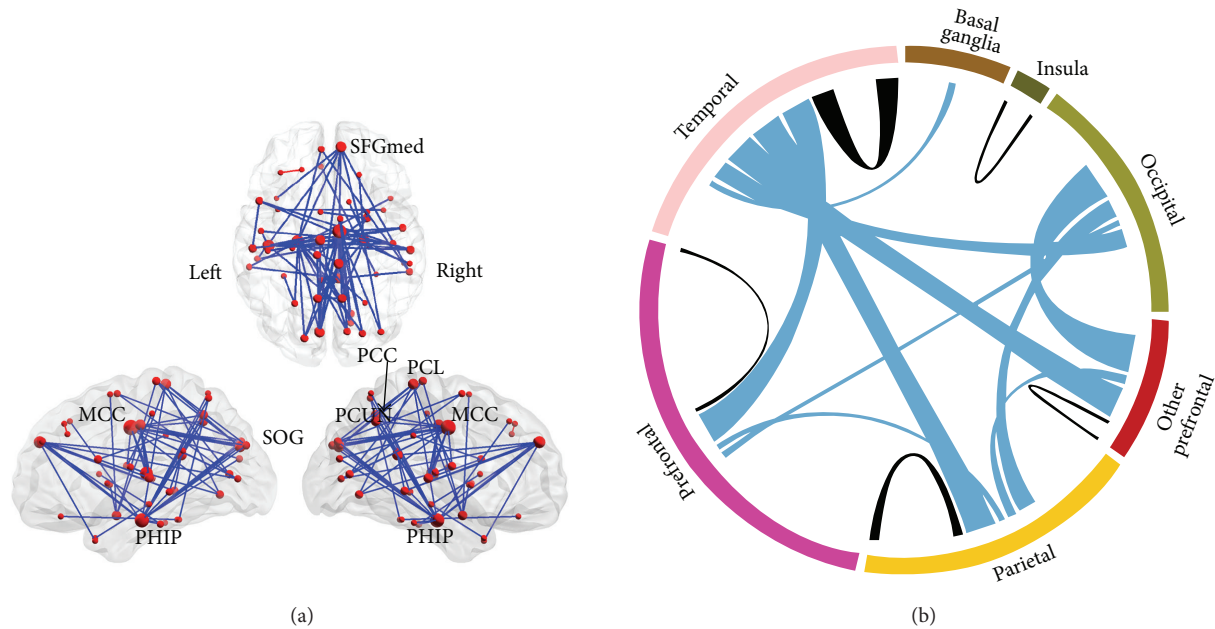 SFGmed
Left
Right
PCC
PCL
MCC
SOG
PCUN
MCC
PHIP
PHIP
(a)
Basal
ganglia
Insula
Temporal
Occipital
Prefrontal
Other
prefrontal
Parietal
(b)